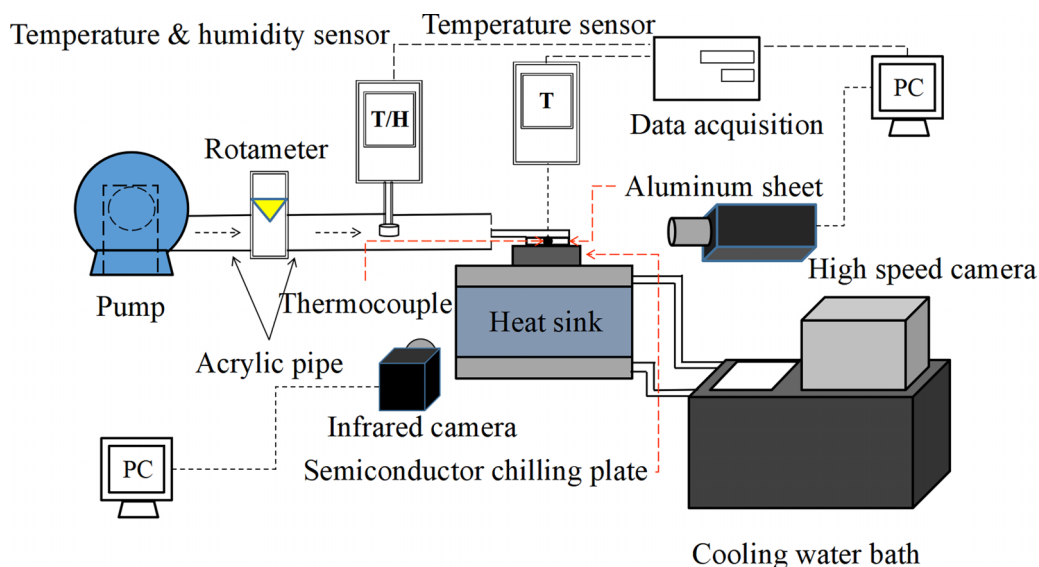 Temperature & humidity sensor
Temperature sensor
T/H
T
PC
Data acquisition
Rotameter
Aluminum sheet
High speed camera
Pump
Thermocouple
Heat sink
Acrylic pipe
Infrared camera
PC
Semiconductor chilling plate
Cooling water bath